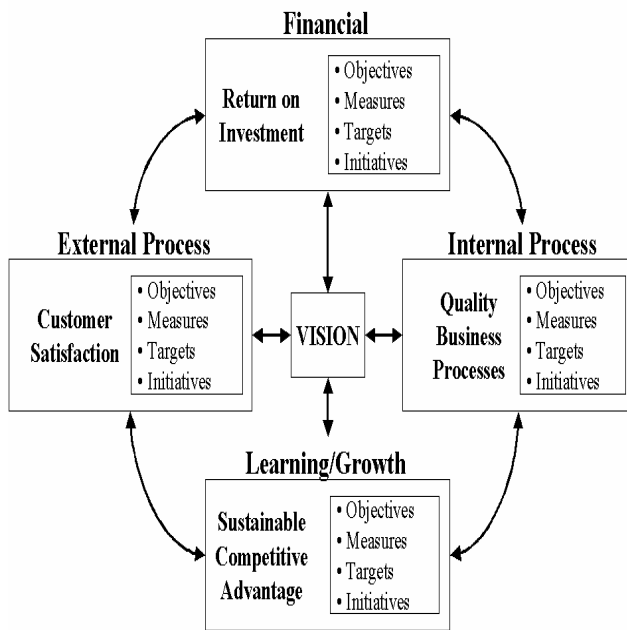 Financial
Return on
Investment
• Objectives
• Measures
• Targets
• Initiatives
External Process
Customer
Satisfaction
• Objectives
• Measures
• Targets
• Initiatives
VISION
Internal Process
Quality
Business
Processes
• Objectives
• Measures
• Targets
• Initiatives
Learning/Growth
Sustainable
Competitive
Advantage
• Objectives
• Measures
• Targets
• Initiatives